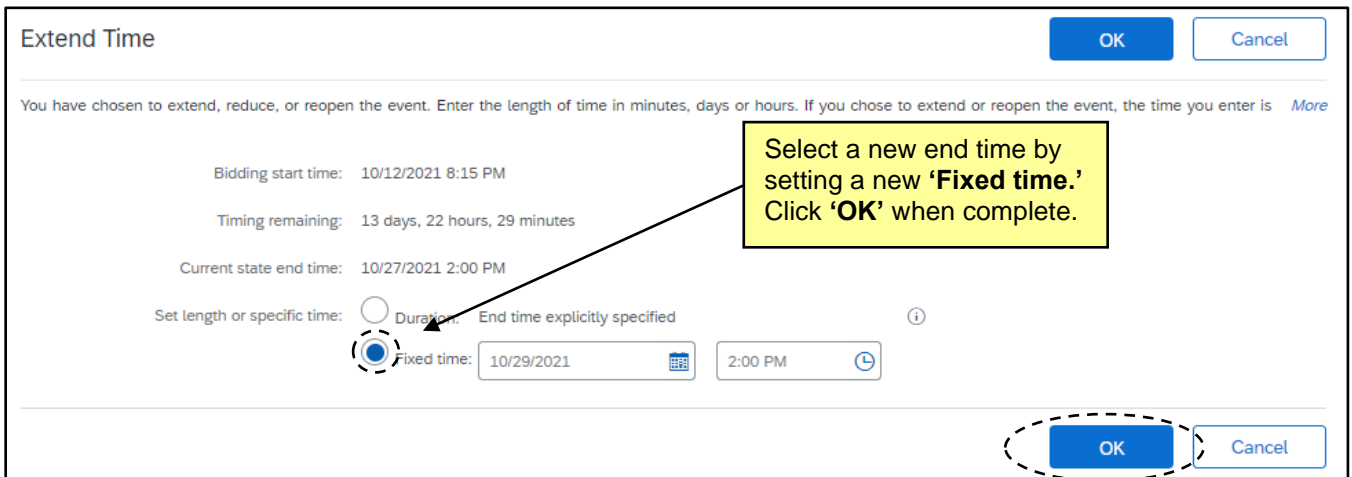 Extend Time
OK
Cancel
You have chosen to extend, reduce, or reopen the event. Enter the length of time in minutes, days or hours. If you chose to extend or reopen the event, the time you enter is More
Select a new end time by
setting a new ‘Fixed time.’
Click ‘OK’ when complete.
Bidding start time: 10/12/2021 8:15 PM
Timing remaining: 13 days, 22 hours, 29 minutes
Current state end time: 10/27/2021 2:00 PM
Set length or specific time: Duration: End time explicitly specified
Fixed time: 10/29/2021 2:00 PM
OK
Cancel